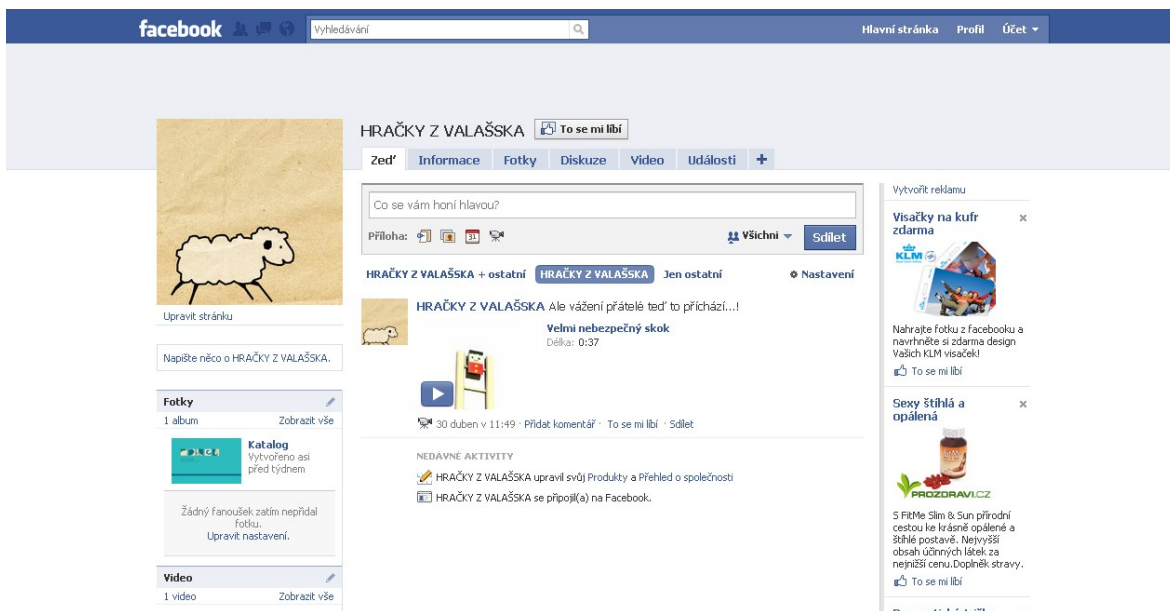 facebook
Vyhledávání
Hlavní stránka Profil Účet
HRAČKY Z VALAŠSKA To se mi líbí
Zeď Informace Fotky Diskuze Video Události +
Co se vám honí hlavou?
Příloha: 31 Všichni Sdílet
HRAČKY Z VALAŠSKA + ostatní HRAČKY Z VALAŠSKA Jen ostatní Nastavení
HRAČKY Z VALAŠSKA Ale vážení přátelé teď to příchází...!
Velmi nebezpečný skok
Délka: 0:37
30 duben v 11:49 · Přidat komentář · To se mi líbí · Sdílet
NEDÁVNÉ AKTIVITY
HRAČKY Z VALAŠSKA upravil svůj Produkty a Přehled o společnosti
HRAČKY Z VALAŠSKA se připojil(a) na Facebook.
Upravit stránku
Napište něco o HRAČKY Z VALAŠSKA.
Fotky
1 album Zobrazit vše
Katalog
Vytvořeno asi
před týdnem
Žádný fanoušek zatím nepřidal
fotku.
Upravit nastavení.
Video
1 video Zobrazit vše
Vytvořit reklamu
Visačky na kufr
zdarma
KLM
Nahrajte fotku z facebooku a
navrhněte si zdarma design
Vašich KLM visaček!
To se mi líbí
Sexy štíhlá a
opálená
PROZDRAVI.CZ
S FitMe Slim & Sun přírodní
cestou ke krásně opálené a
štíhlé postavě. Nejvyšší
obsah účinných látek za
nejnižší cenu.Doplněk stravy.
To se mi líbí